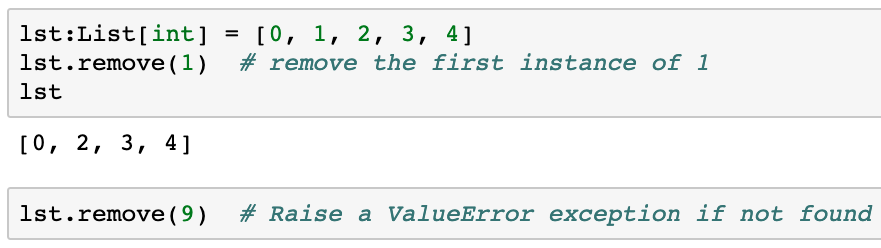 lst:List[int] = [0, 1, 2, 3, 4]
lst.remove(1)  # remove the first instance of 1
lst
[0, 2, 3, 4]
lst.remove(9)  # Raise a ValueError exception if not found